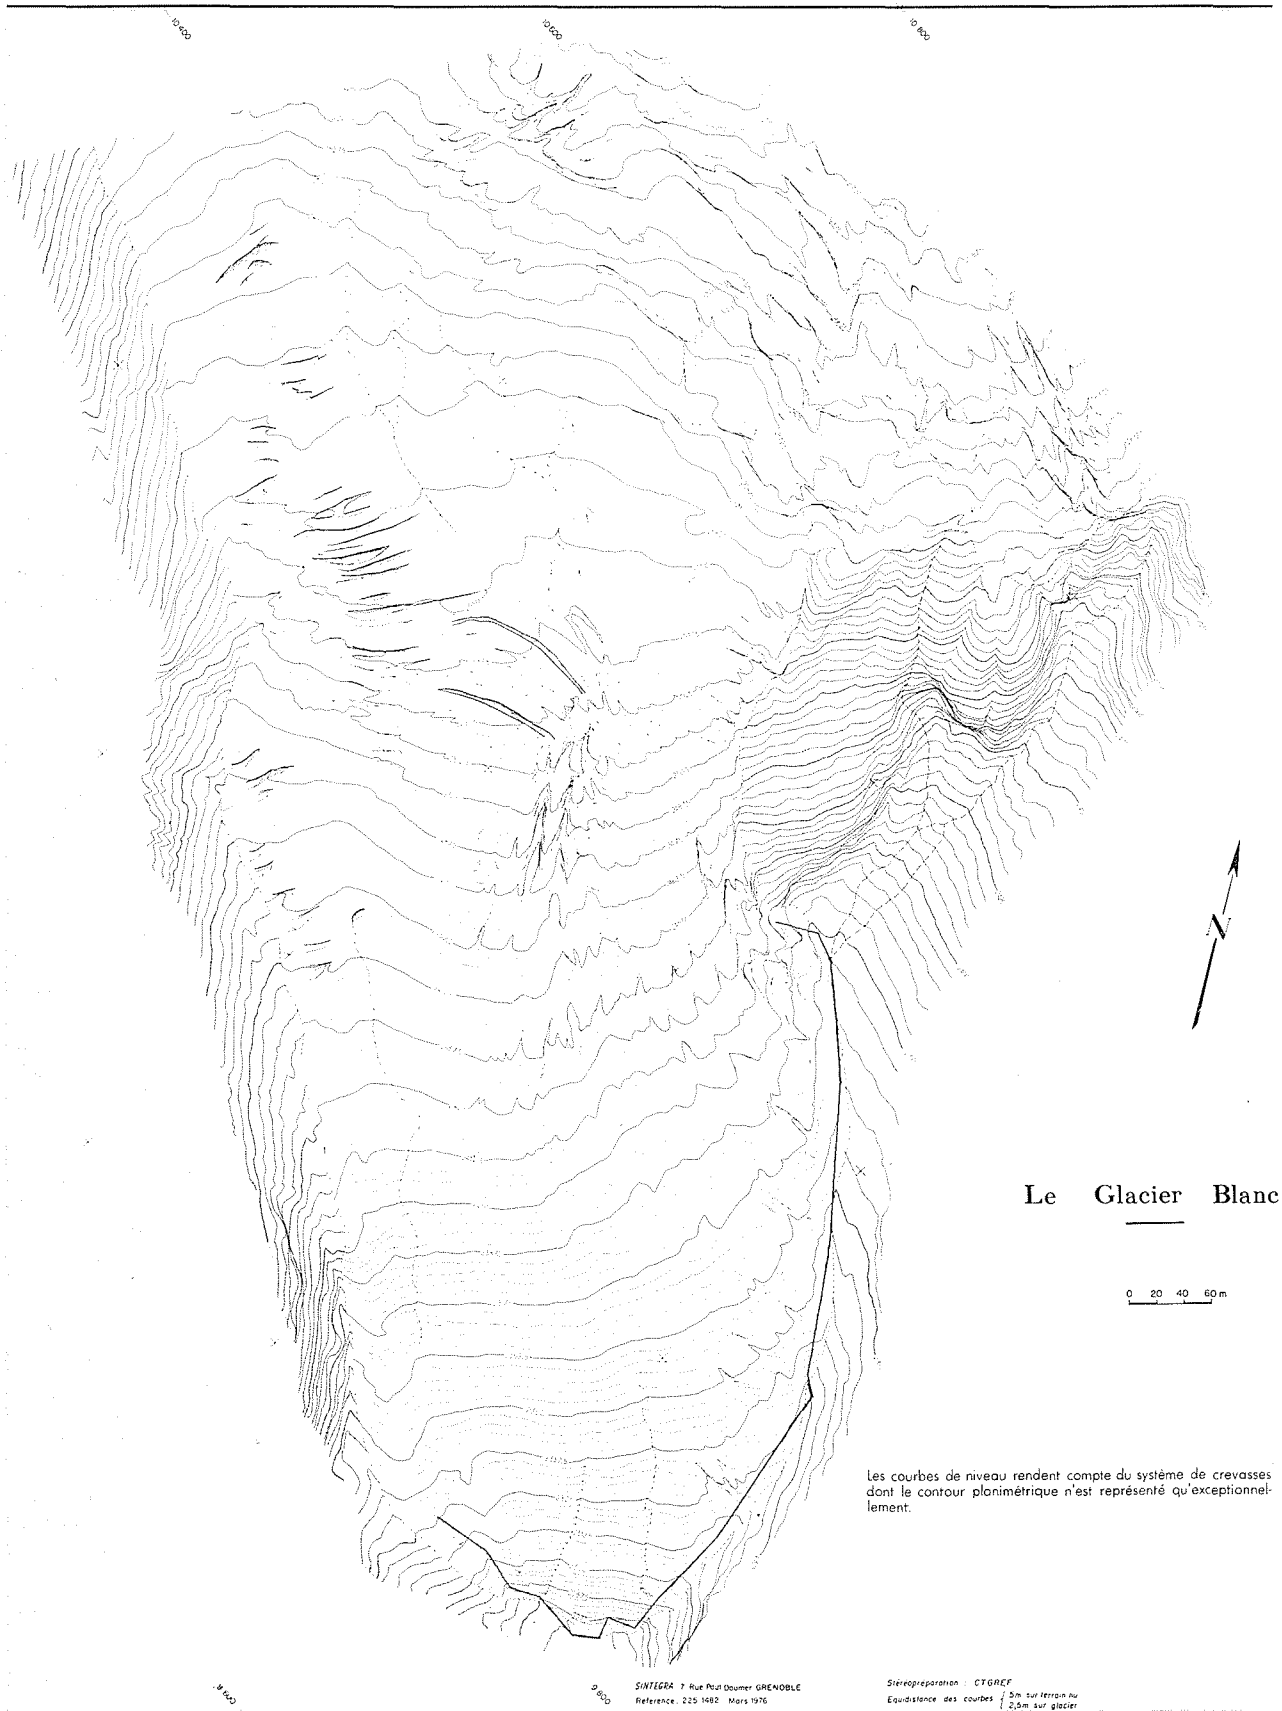 10 400
10 600
10 800
N
Le Glacier Blanc
0 20 40 60 m
Les courbes de niveau rendent compte du système de crevasses
dont le contour planimétrique n'est représenté qu'exceptionnel-
lement.
9 800
SINTEGRA 7 Rue Paul Doumer GRENOBLE
Réference. 225 1482 Mars 1976
Stéréopréparation : CTGREF
Equidistance des courbes { 5m sur terrain nu
2,5m sur glacier